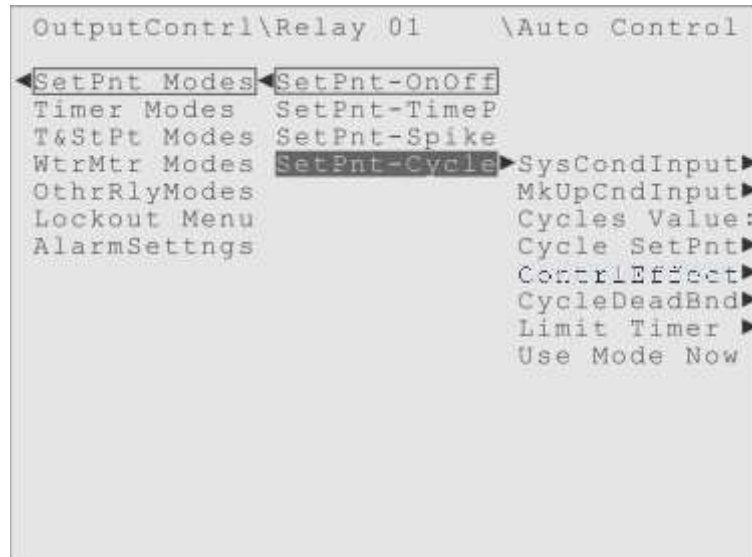 OutputContrl\Relay 01 \Auto Control
SetPnt Modes SetPnt-OnOff
Timer Modes SetPnt-TimeP
T&StPt Modes SetPnt-Spike
WtrMtr Modes SetPnt-Cycle SysCondInput
OthrRlyModes MkUpCndInput
Lockout Menu Cycles Value:
AlarmSettngs Cycle SetPnt
ContrlEffect
CycleDeadBnd
Limit Timer
Use Mode Now